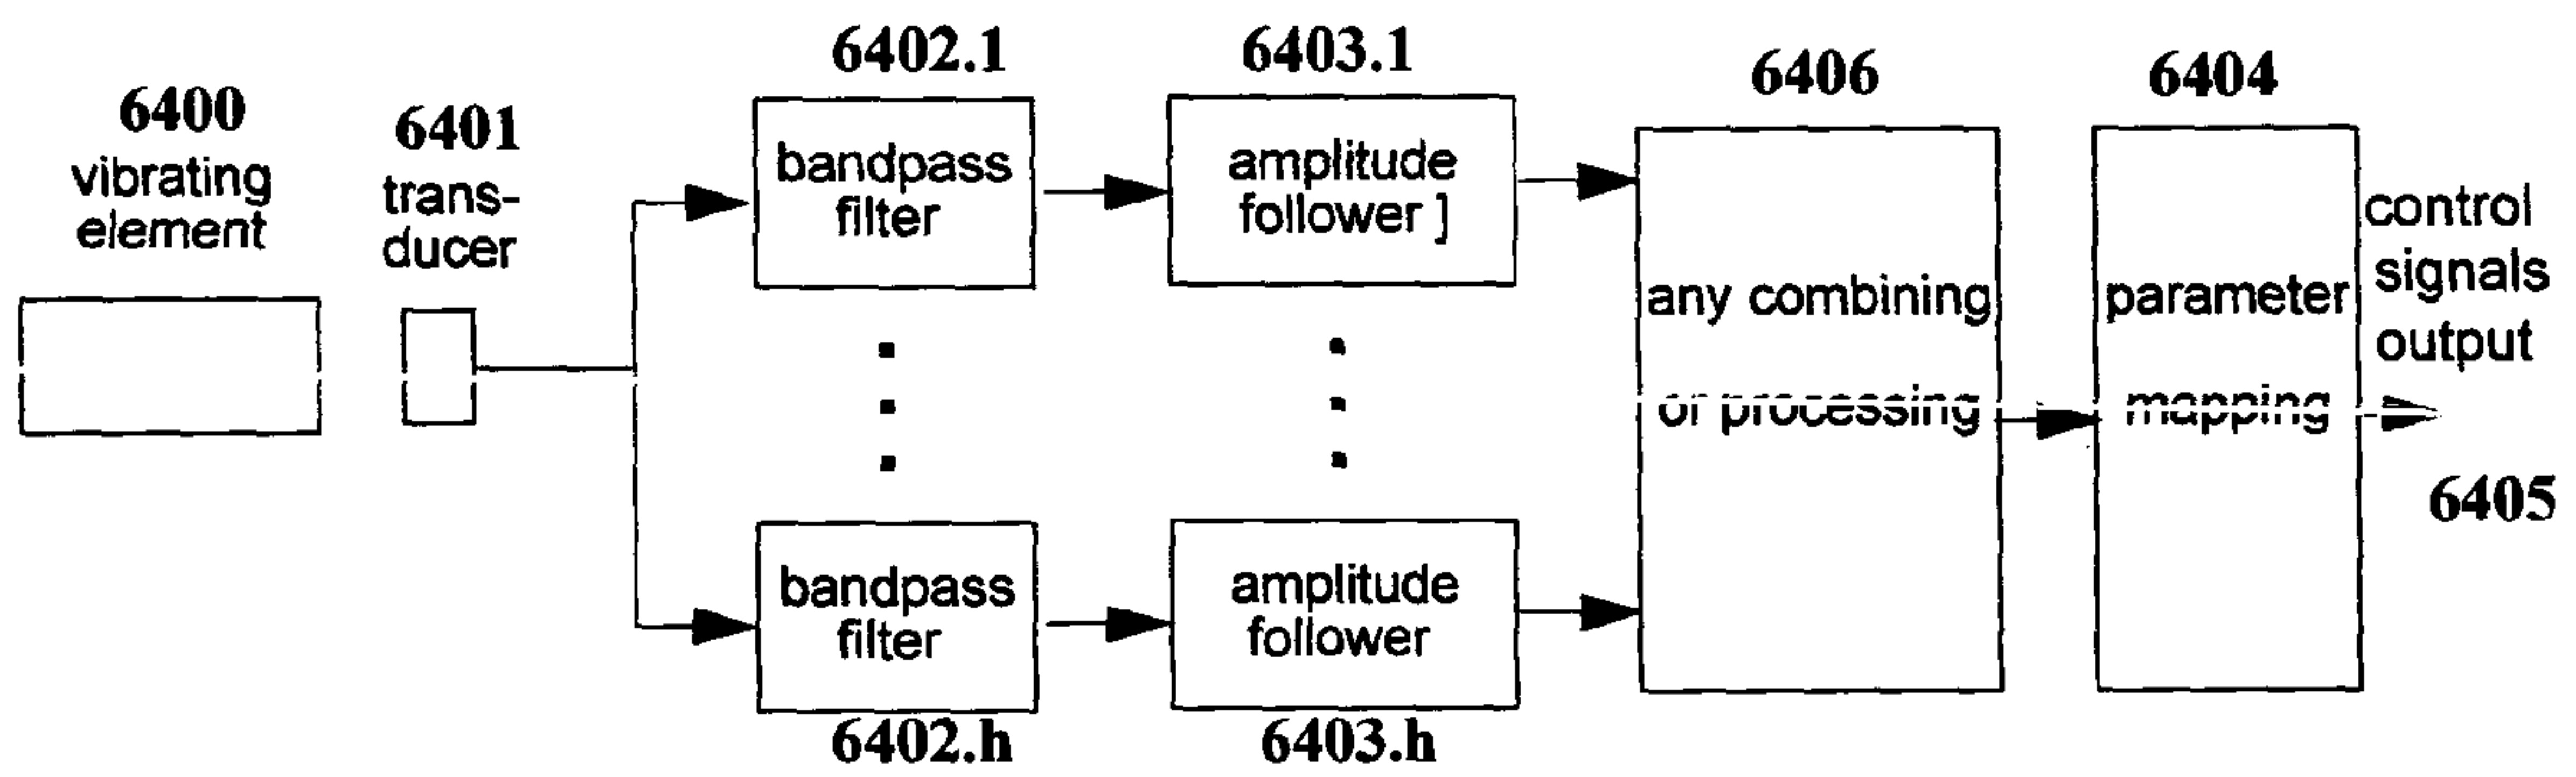 6400
vibrating
element
6401
trans-
ducer
6402.1
bandpass
filter
6403.1
amplitude
follower ]
6406
any combining
or processing
6404
parameter
mapping
control
signals
output
6405
bandpass
filter
6402.h
amplitude
follower
6403.h